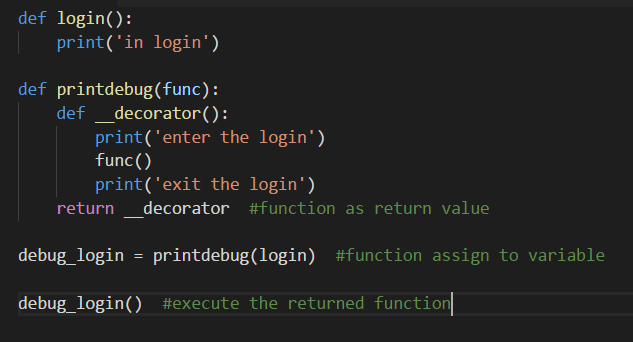 def login():
    print('in login')
def printdebug(func):
    def __decorator():
        print('enter the login')
        func()
        print('exit the login')
    return __decorator  #function as return value
debug_login = printdebug(login)  #function assign to variable
debug_login()  #execute the returned function